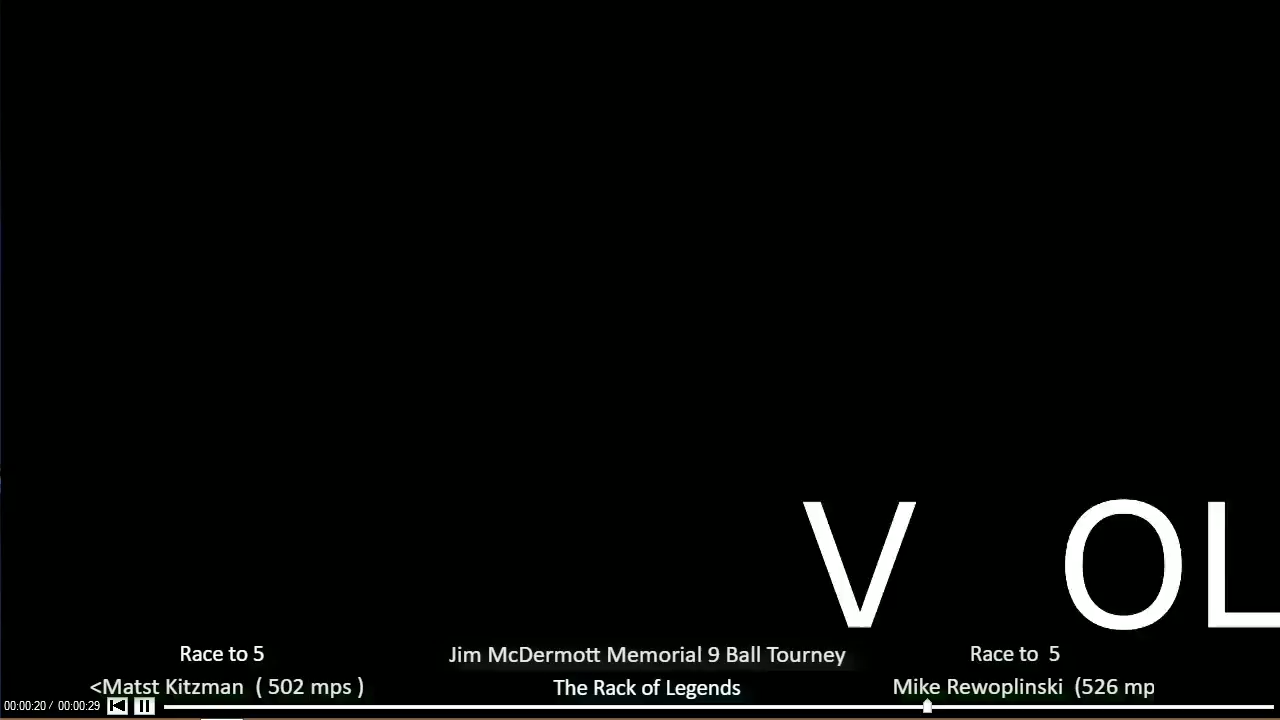 V OL
Race to 5 Jim McDermott Memorial 9 Ball Tourney Race to 5
<Matst Kitzman ( 502 mps ) The Rack of Legends Mike Rewoplinski (526 mp
00:00:20 / 00:00:29